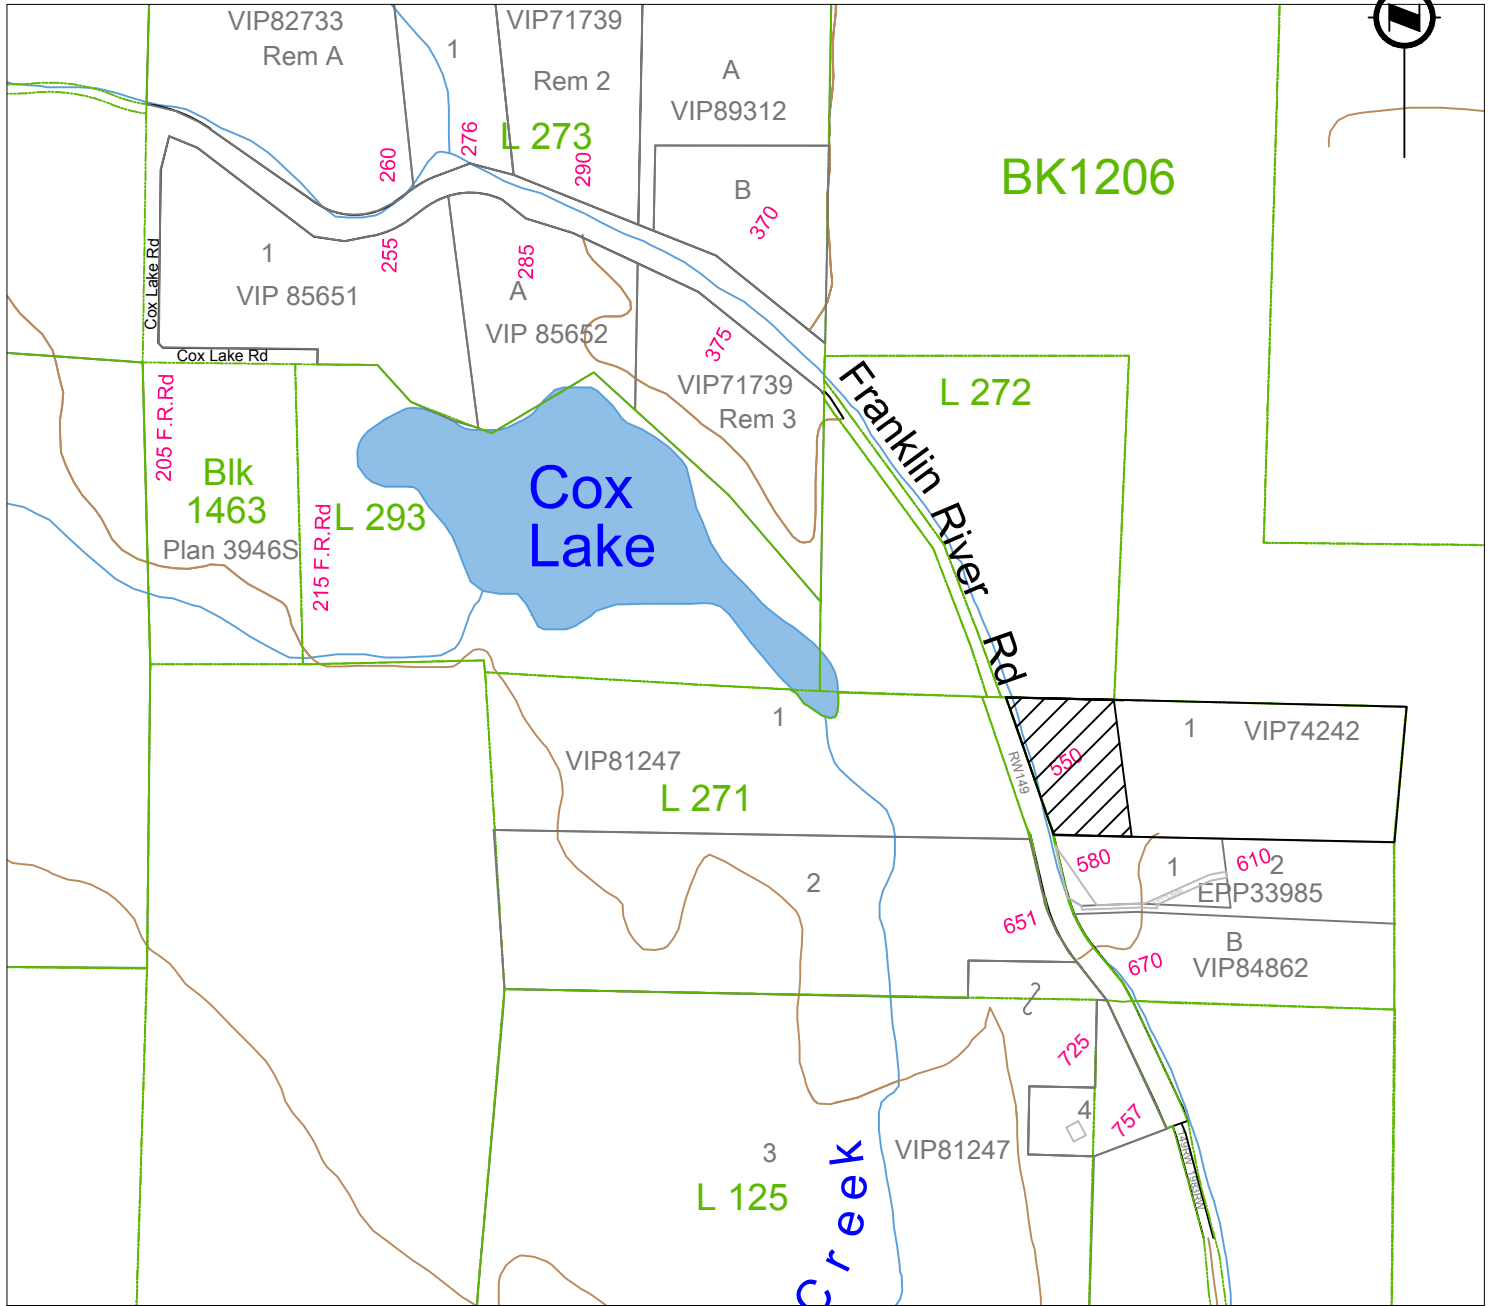 VIP82733
Rem A
1
VIP71739
Rem 2
A
VIP89312
L 273
276
260
290
B
370
BK1206
N
Cox Lake Rd
1
VIP 85651
255
285
A
VIP 85652
375
VIP71739
Rem 3
Cox Lake Rd
L 272
Franklin River Rd
205 F.R.Rd
Blk
1463
Plan 3946S
215 F.R.Rd
L 293
Cox
Lake
1
VIP81247
L 271
RW149
550
1
VIP74242
2
580
1
610
2
EPP33985
651
670
B
VIP84862
725
4
757
3
VIP81247
L 125
Creek
149RW 1983RW